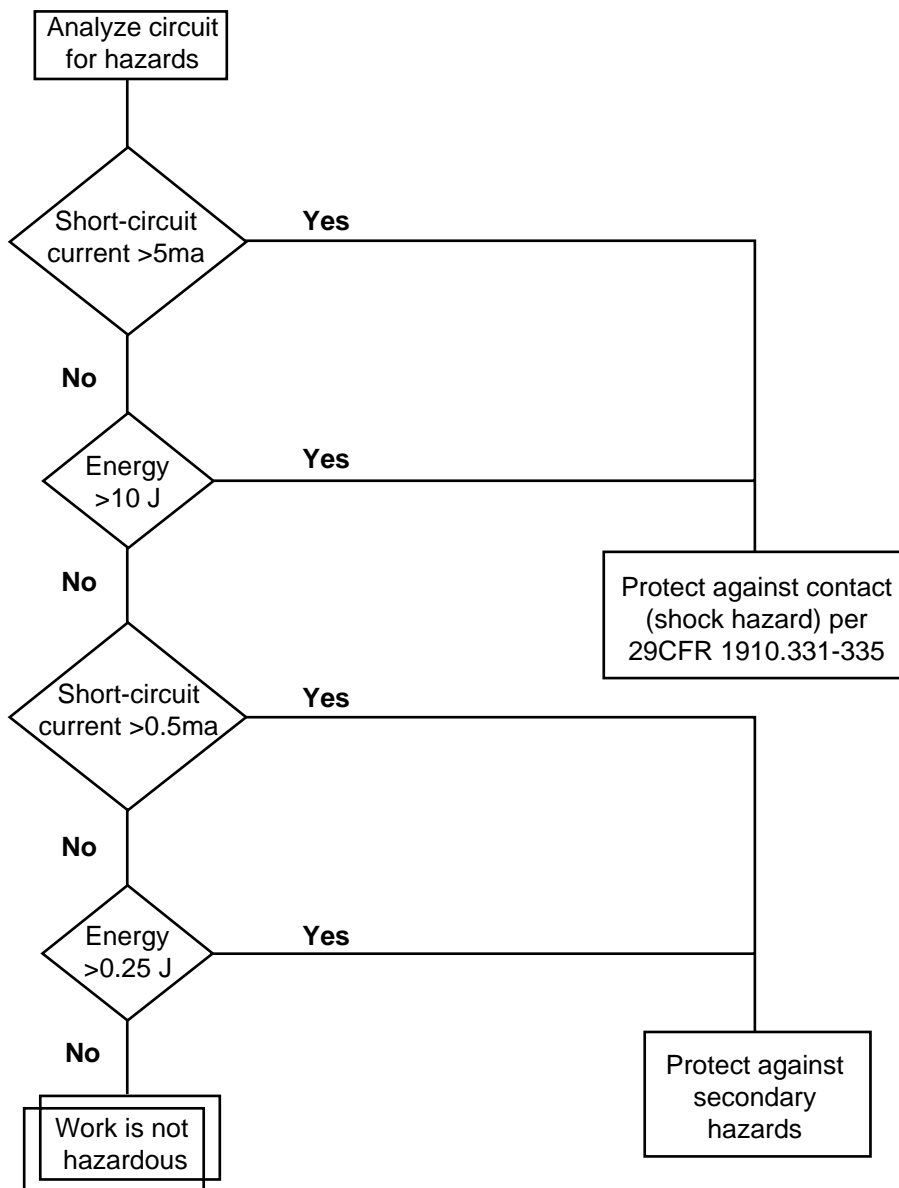 Analyze circuit
for hazards
Short-circuit
current >5ma
Yes
No
Energy
>10 J
Yes
No
Protect against contact
(shock hazard) per
29CFR 1910.331-335
Short-circuit
current >0.5ma
Yes
No
Energy
>0.25 J
Yes
No
Protect against
secondary
hazards
Work is not
hazardous